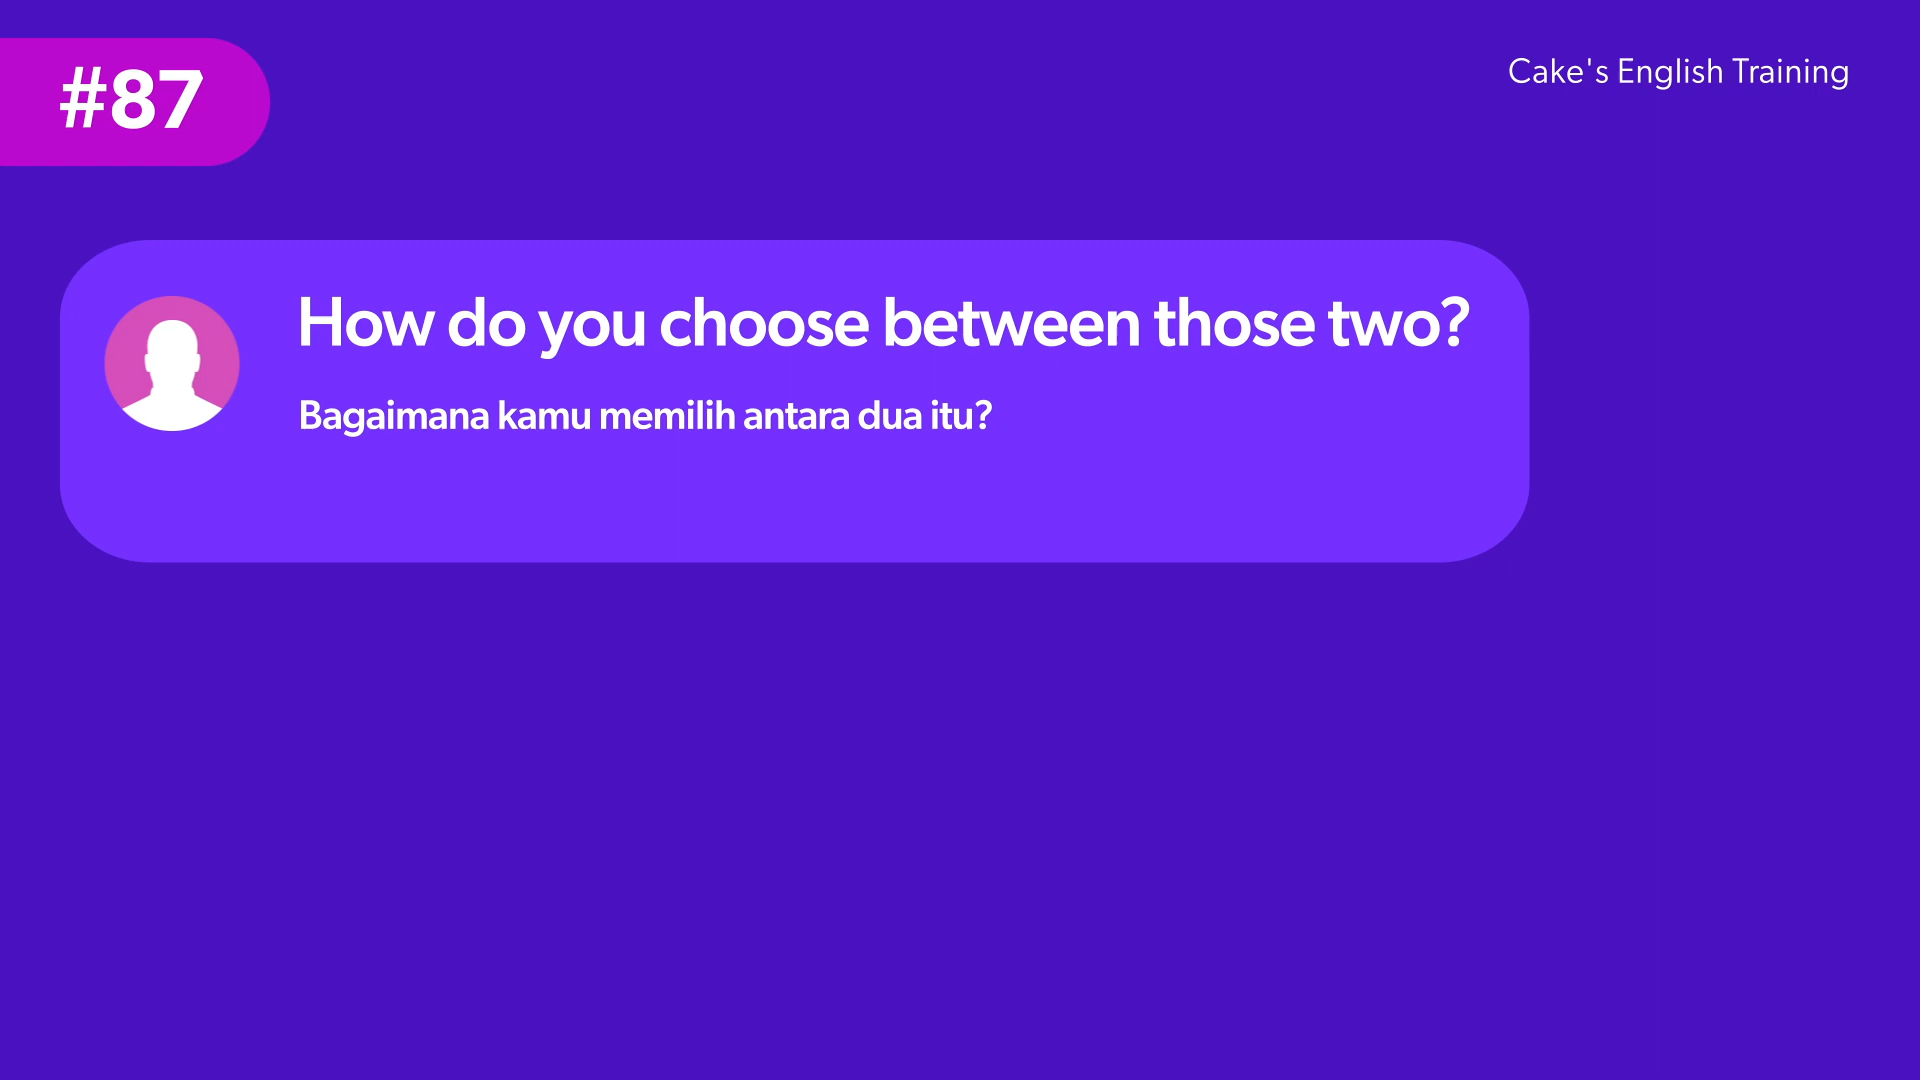 #87
Cake's English Training
How do you choose between those two?
Bagaimana kamu memilih antara dua itu?